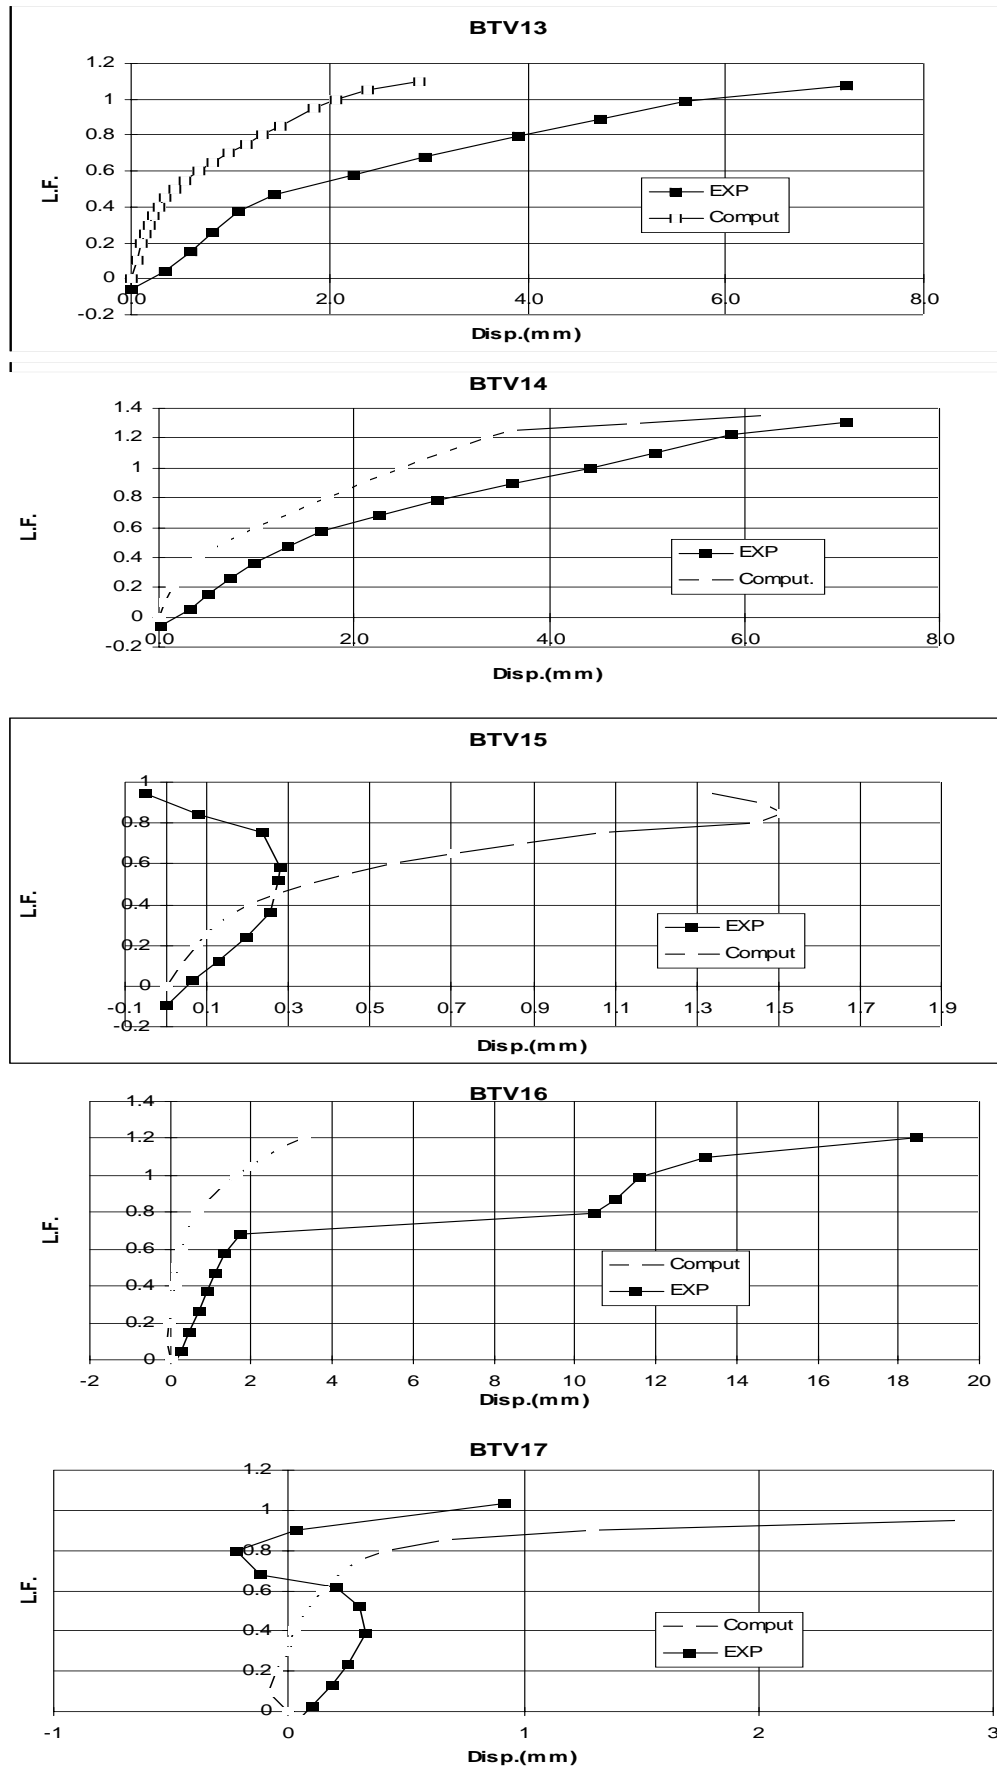 BTV13
1.2
1
0.8
0.6
0.4
0.2
0
-0.2
L.F.
0.0 2.0 4.0 6.0 8.0
Disp.(mm)
EXP
Comput
BTV14
1.4
1.2
1
0.8
0.6
0.4
0.2
0
-0.2
L.F.
0.0 2.0 4.0 6.0 8.0
Disp.(mm)
EXP
Comput.
BTV15
1
0.8
0.6
0.4
0.2
0
-0.2
L.F.
-0.1 0.1 0.3 0.5 0.7 0.9 1.1 1.3 1.5 1.7 1.9
Disp.(mm)
EXP
Comput
BTV16
1.4
1.2
1
0.8
0.6
0.4
0.2
0
L.F.
-2 0 2 4 6 8 10 12 14 16 18 20
Disp.(mm)
Comput
EXP
BTV17
1.2
1
0.8
0.6
0.4
0.2
0
L.F.
-1 0 1 2 3
Disp.(mm)
Comput
EXP